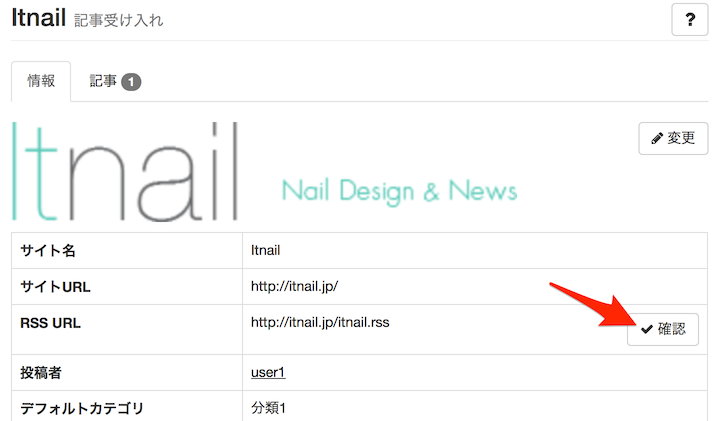 Itnail 記事受け入れ
?
情報 記事 1
Itnail Nail Design & News
変更
サイト名 Itnail
サイトURL http://itnail.jp/
RSS URL http://itnail.jp/itnail.rss
確認
投稿者 user1
デフォルトカテゴリ 分類1